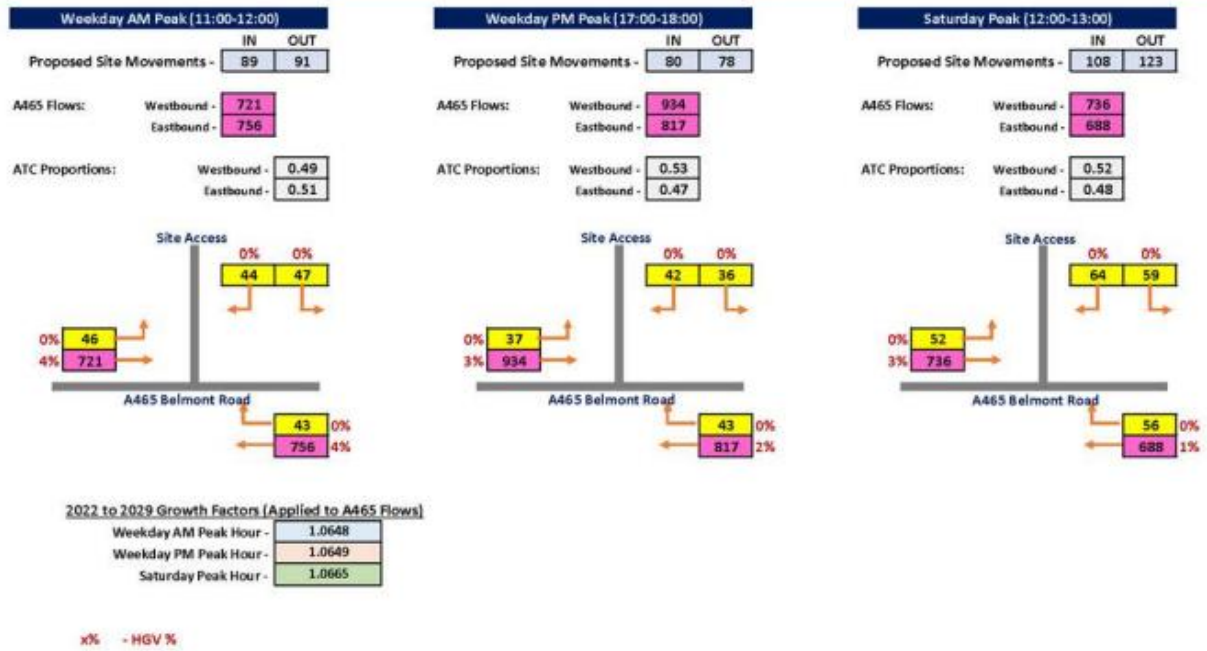 Weekday AM Peak (11:00-12:00)
IN OUT
Proposed Site Movements - 89 91
A465 Flows: Westbound - 721
Eastbound - 756
ATC Proportions: Westbound - 0.49
Eastbound - 0.51
Site Access
0% 0%
44 47
0% 46
4% 721
A465 Belmont Road
43 0%
756 4%
Weekday PM Peak (17:00-18:00)
IN OUT
Proposed Site Movements - 80 78
A465 Flows: Westbound - 934
Eastbound - 817
ATC Proportions: Westbound - 0.53
Eastbound - 0.47
Site Access
0% 0%
42 36
0% 37
3% 934
A465 Belmont Road
43 0%
817 2%
Saturday Peak (12:00-13:00)
IN OUT
Proposed Site Movements - 108 123
A465 Flows: Westbound - 736
Eastbound - 688
ATC Proportions: Westbound - 0.52
Eastbound - 0.48
Site Access
0% 0%
64 59
0% 52
3% 736
A465 Belmont Road
56 0%
688 1%
2022 to 2029 Growth Factors (Applied to A465 Flows)
Weekday AM Peak Hour - 1.0648
Weekday PM Peak Hour - 1.0649
Saturday Peak Hour - 1.0665
x% - HGV %